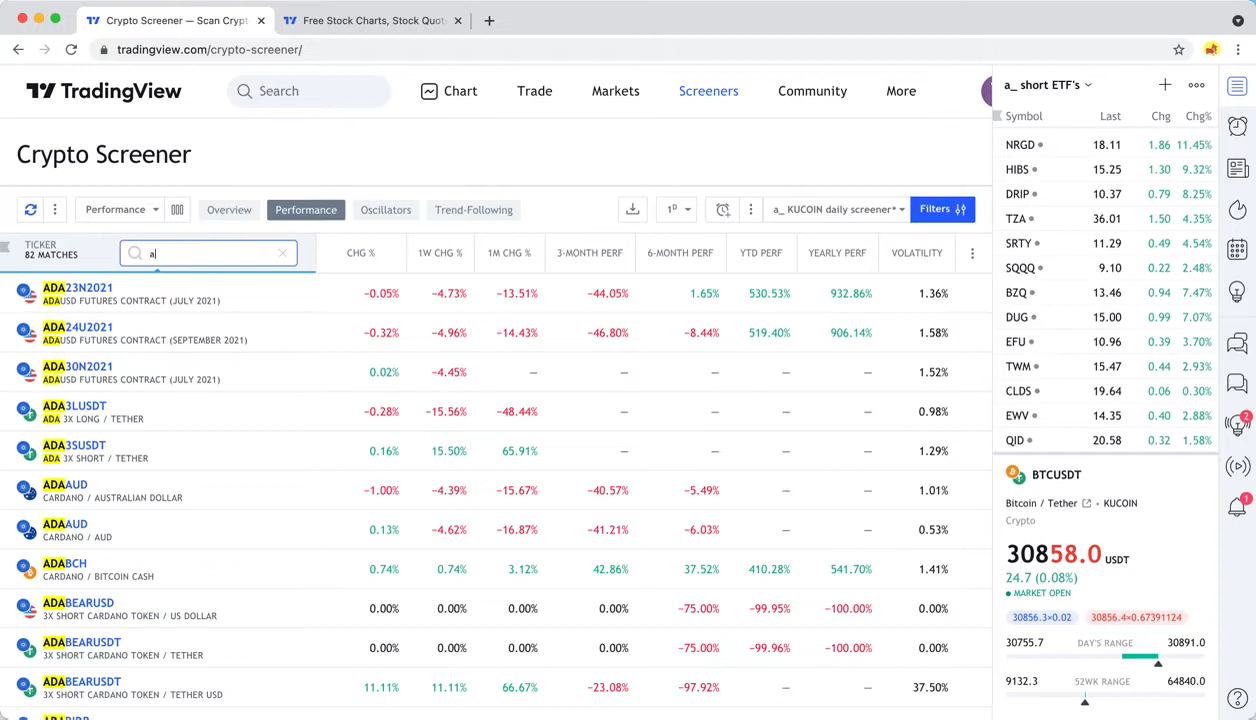 Crypto Screener — Scan Crypt
Free Stock Charts, Stock Quot
tradingview.com/crypto-screener/
TradingView
Search
Chart
Trade
Markets
Screeners
Community
More
Crypto Screener
Performance
Overview
Performance
Oscillators
Trend-Following
1D
a_ KUCOIN daily screener*
Filters
TICKER
82 MATCHES
a
CHG % 1W CHG % 1M CHG % 3-MONTH PERF 6-MONTH PERF YTD PERF YEARLY PERF VOLATILITY
ADA23N2021 −0.05% −4.73% −13.51% −44.05% 1.65% 530.53% 932.86% 1.36%
ADAUSD FUTURES CONTRACT (JULY 2021)
ADA24U2021 −0.32% −4.96% −14.43% −46.80% −8.44% 519.40% 906.14% 1.58%
ADAUSD FUTURES CONTRACT (SEPTEMBER 2021)
ADA30N2021 0.02% −4.45% — — — — — 1.52%
ADAUSD FUTURES CONTRACT (JULY 2021)
ADA3LUSDT −0.28% −15.56% −48.44% — — — — 0.98%
ADA 3X LONG / TETHER
ADA3SUSDT 0.16% 15.50% 65.91% — — — — 1.29%
ADA 3X SHORT / TETHER
ADAAUD −1.00% −4.39% −15.67% −40.57% −5.49% — — 1.01%
CARDANO / AUSTRALIAN DOLLAR
ADAAUD 0.13% −4.62% −16.87% −41.21% −6.03% — — 0.53%
CARDANO / AUD
ADABCH 0.74% 0.74% 3.12% 42.86% 37.52% 410.28% 541.70% 1.41%
CARDANO / BITCOIN CASH
ADABEARUSD 0.00% 0.00% 0.00% 0.00% −75.00% −99.95% −100.00% 0.00%
3X SHORT CARDANO TOKEN / US DOLLAR
ADABEARUSDT 0.00% 0.00% 0.00% 0.00% −75.00% −99.96% −100.00% 0.00%
3X SHORT CARDANO TOKEN / TETHER
ADABEARUSDT 11.11% 11.11% 66.67% −23.08% −97.92% — — 37.50%
3X SHORT CARDANO TOKEN / TETHER USD
a_ short ETF's
Symbol Last Chg Chg%
NRGD 18.11 1.86 11.45%
HIBS 15.25 1.30 9.32%
DRIP 10.37 0.79 8.25%
TZA 36.01 1.50 4.35%
SRTY 11.29 0.49 4.54%
SQQQ 9.10 0.22 2.48%
BZQ 13.46 0.94 7.47%
DUG 15.00 0.99 7.07%
EFU 10.96 0.39 3.70%
TWM 15.47 0.44 2.93%
CLDS 19.64 0.06 0.30%
EWV 14.35 0.40 2.88%
QID 20.58 0.32 1.58%
BTCUSDT
Bitcoin / Tether • KUCOIN
Crypto
30858.0 USDT
24.7 (0.08%)
MARKET OPEN
30856.3×0.02 30856.4×0.67391124
30755.7 DAY'S RANGE 30891.0
9132.3 52WK RANGE 64840.0
2
1